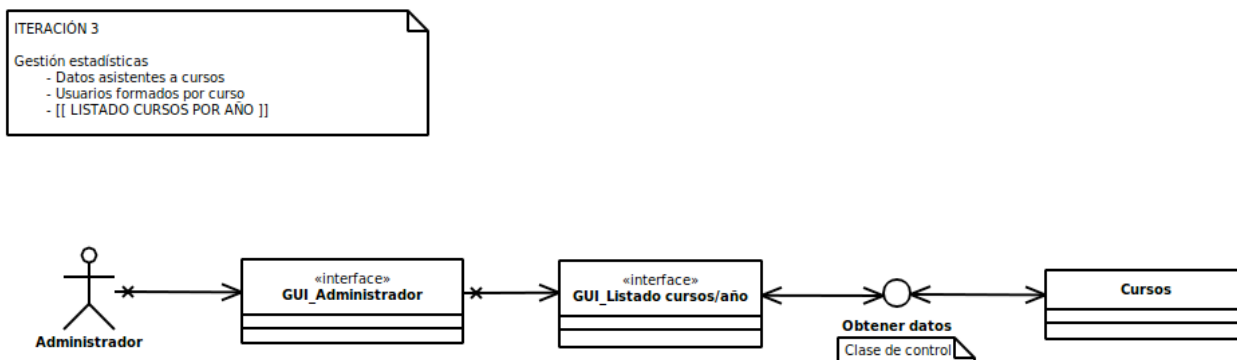 ITERACIÓN 3
Gestión estadísticas
- Datos asistentes a cursos
- Usuarios formados por curso
- [[ LISTADO CURSOS POR AÑO ]]
«interface»
GUI_Administrador
«interface»
GUI_Listado cursos/año
Cursos
Administrador
Obtener datos
Clase de control